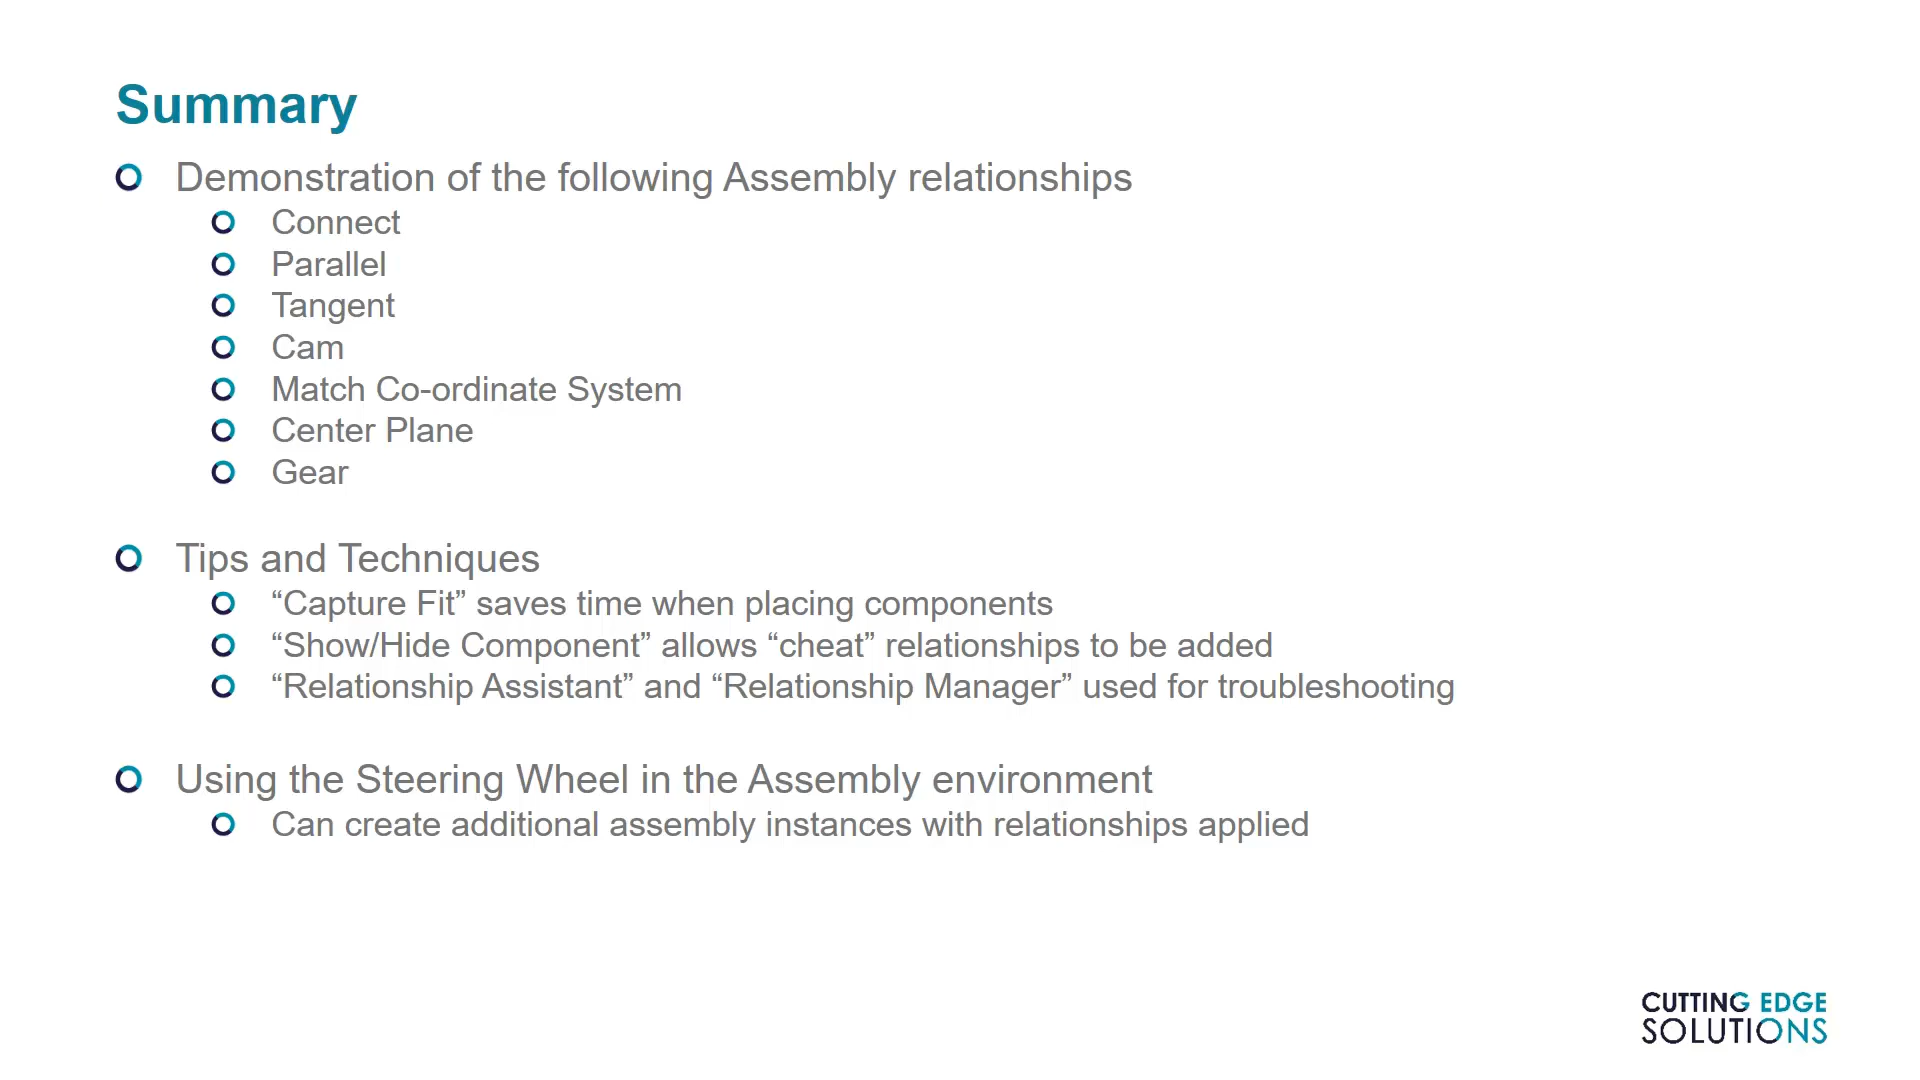 Summary
Demonstration of the following Assembly relationships
Connect
Parallel
Tangent
Cam
Match Co-ordinate System
Center Plane
Gear
Tips and Techniques
“Capture Fit” saves time when placing components
“Show/Hide Component” allows “cheat” relationships to be added
“Relationship Assistant” and “Relationship Manager” used for troubleshooting
Using the Steering Wheel in the Assembly environment
Can create additional assembly instances with relationships applied
CUTTING EDGE
SOLUTIONS